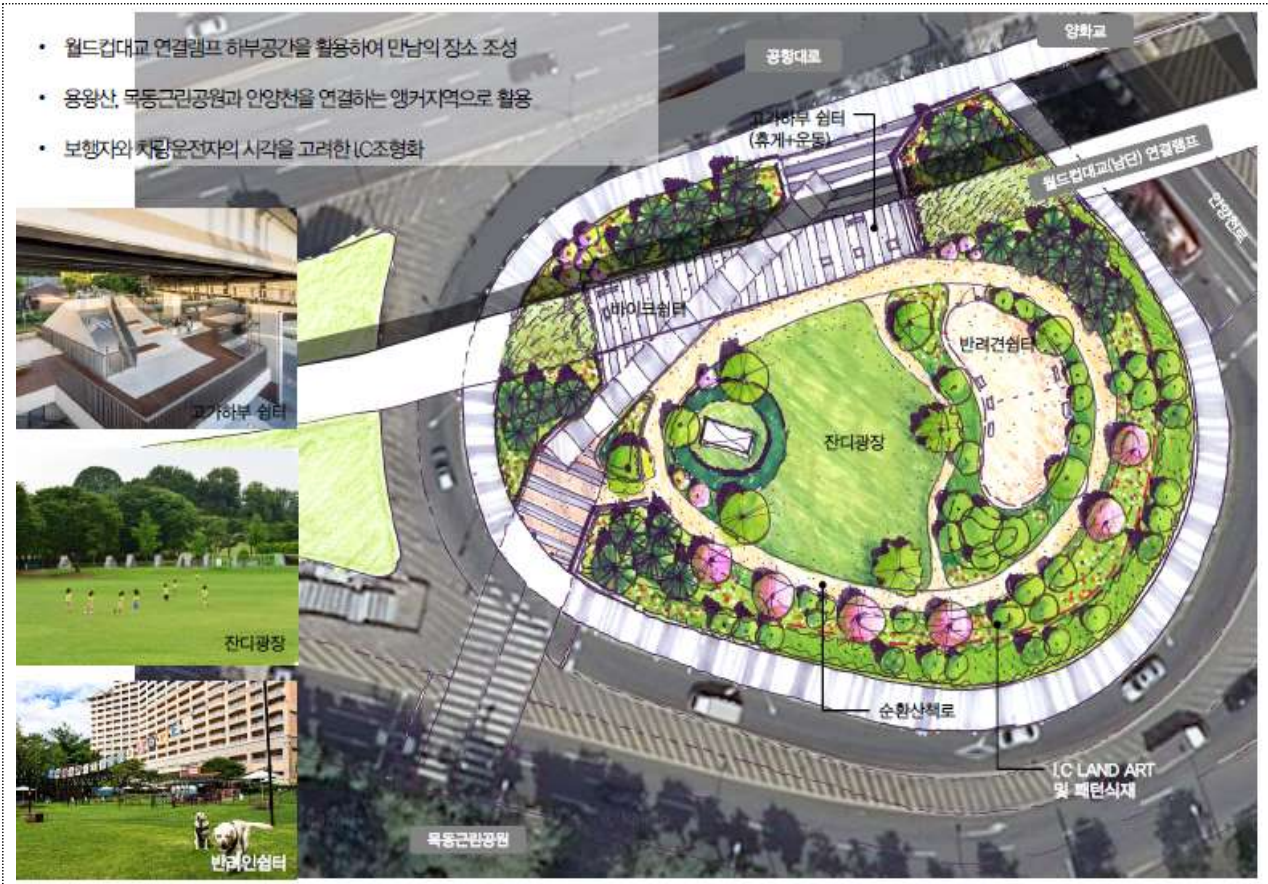 • 월드컵대교 연결램프 하부공간을 활용하여 만남의 장소 조성
• 용왕산, 목동근린공원과 안양천을 연결하는 앵커지역으로 활용
• 보행자와 차량운전자의 시각을 고려한 I.C조형화
양화교
공항대로
고가하부 쉼터
(휴게+운동)
월드컵대교(남단) 연결램프
안양천로
바이크쉼터
반려견쉼터
고가하부 쉼터
잔디광장
잔디광장
순환산책로
I.C LAND ART
및 패턴식재
목동근린공원
반려인쉼터